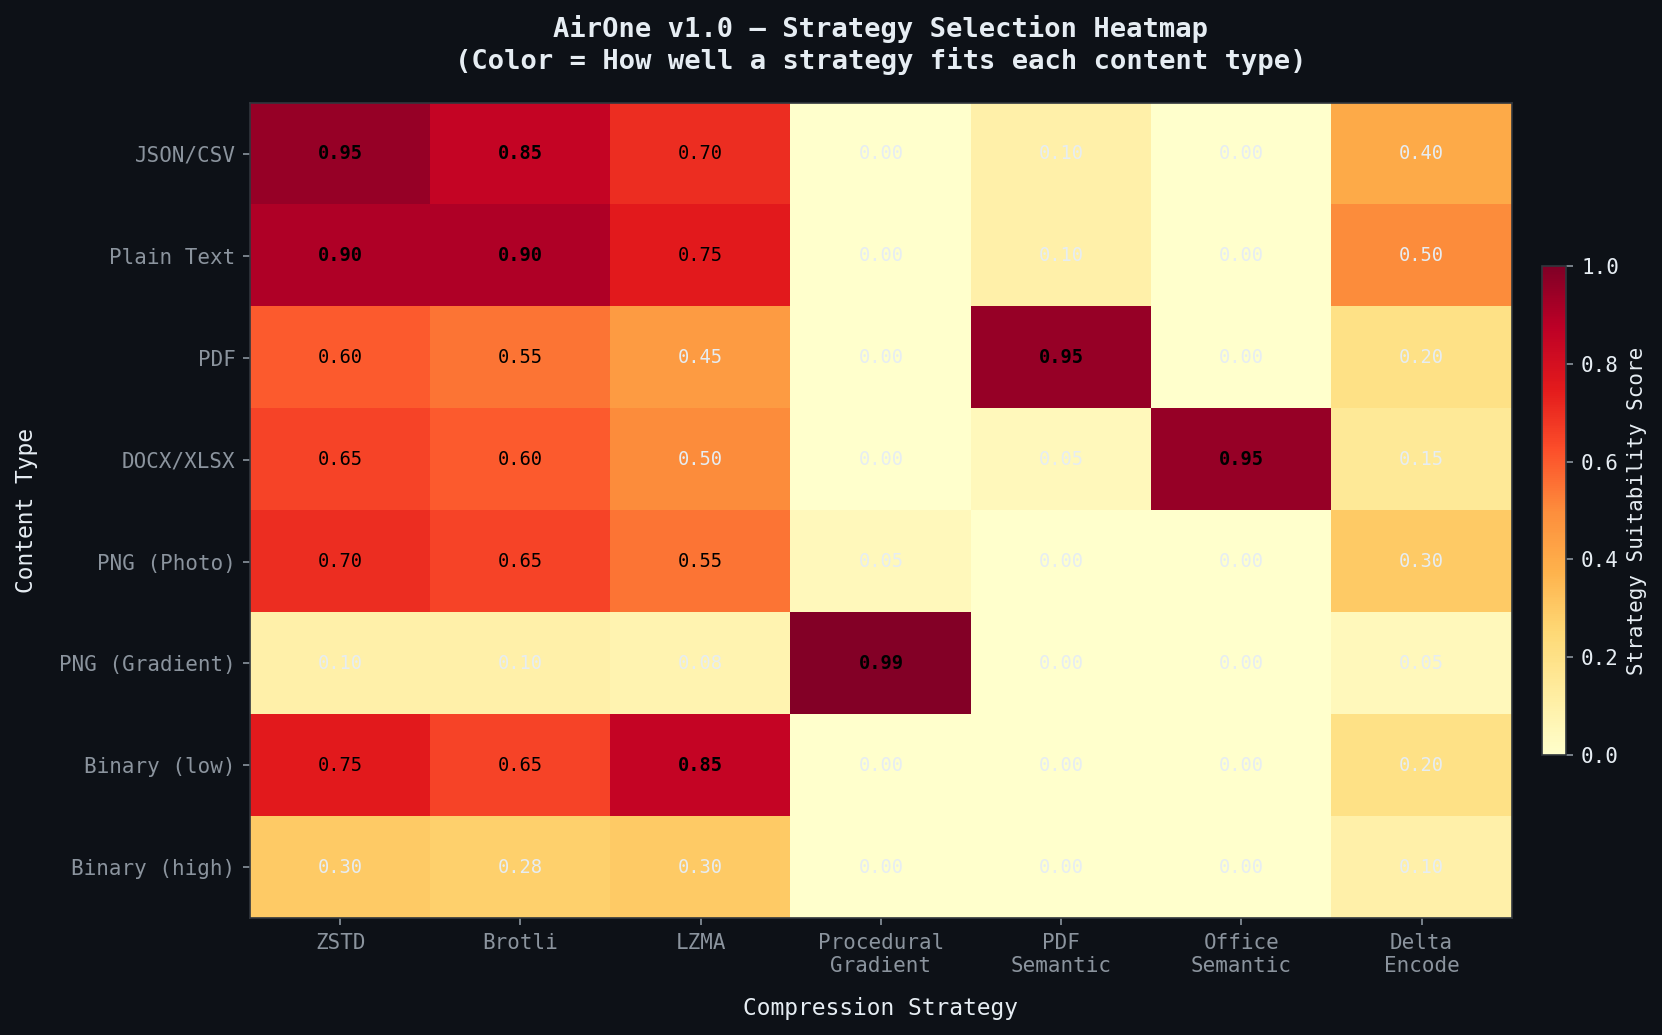 AirOne v1.0 — Strategy Selection Heatmap
(Color = How well a strategy fits each content type)
JSON/CSV 0.95 0.85 0.70 0.00 0.10 0.00 0.40
Plain Text 0.90 0.90 0.75 0.00 0.10 0.00 0.50
PDF 0.60 0.55 0.45 0.00 0.95 0.00 0.20
DOCX/XLSX 0.65 0.60 0.50 0.00 0.05 0.95 0.15
PNG (Photo) 0.70 0.65 0.55 0.05 0.00 0.00 0.30
PNG (Gradient) 0.10 0.10 0.08 0.99 0.00 0.00 0.05
Binary (low) 0.75 0.65 0.85 0.00 0.00 0.00 0.20
Binary (high) 0.30 0.28 0.30 0.00 0.00 0.00 0.10
ZSTD Brotli LZMA Procedural PDF Office Delta
Gradient Semantic Semantic Encode
Compression Strategy
Content Type
1.0
0.8
0.6
0.4
0.2
0.0
Strategy Suitability Score